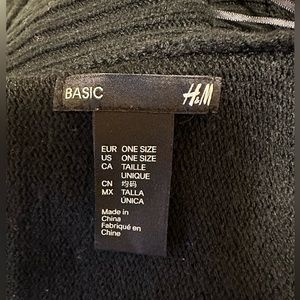 BASIC H&M
EUR ONE SIZE
US ONE SIZE
CA TAILLE
UNIQUE
CN 均码
MX TALLA
ÚNICA
Made in
China
Fabriqué en
Chine